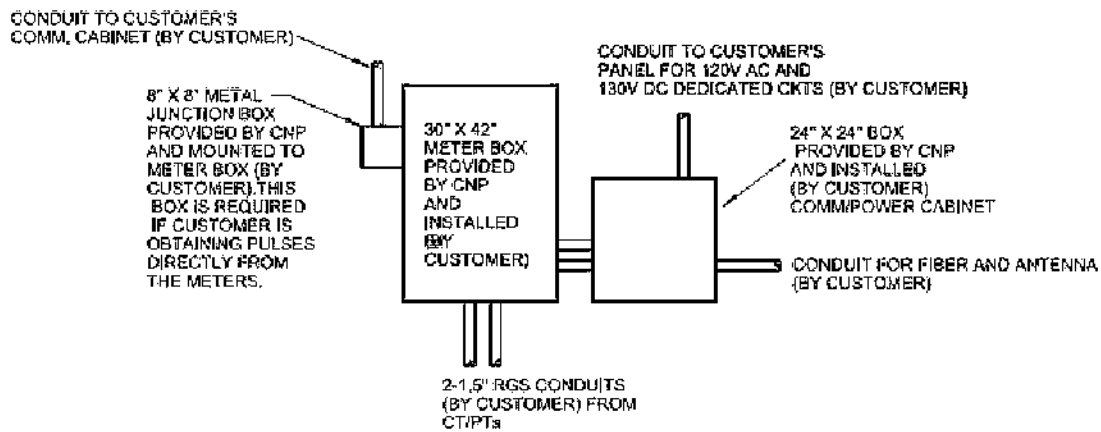 CONDUIT TO CUSTOMER'S
COMM. CABINET (BY CUSTOMER)
8" X 8" METAL
JUNCTION BOX
PROVIDED BY CNP
AND MOUNTED TO
METER BOX (BY
CUSTOMER).THIS
BOX IS REQUIRED
IF CUSTOMER IS
OBTAINING PULSES
DIRECTLY FROM
THE METERS.
30" X 42"
METER BOX
PROVIDED
BY CNP
AND
INSTALLED
(BY
CUSTOMER)
CONDUIT TO CUSTOMER'S
PANEL FOR 120V AC AND
130V DC DEDICATED CKTS (BY CUSTOMER)
24" X 24" BOX
PROVIDED BY CNP
AND INSTALLED
(BY CUSTOMER)
COMM/POWER CABINET
CONDUIT FOR FIBER AND ANTENNA
(BY CUSTOMER)
2-1.5" RGS CONDUITS
(BY CUSTOMER) FROM
CT/PTs